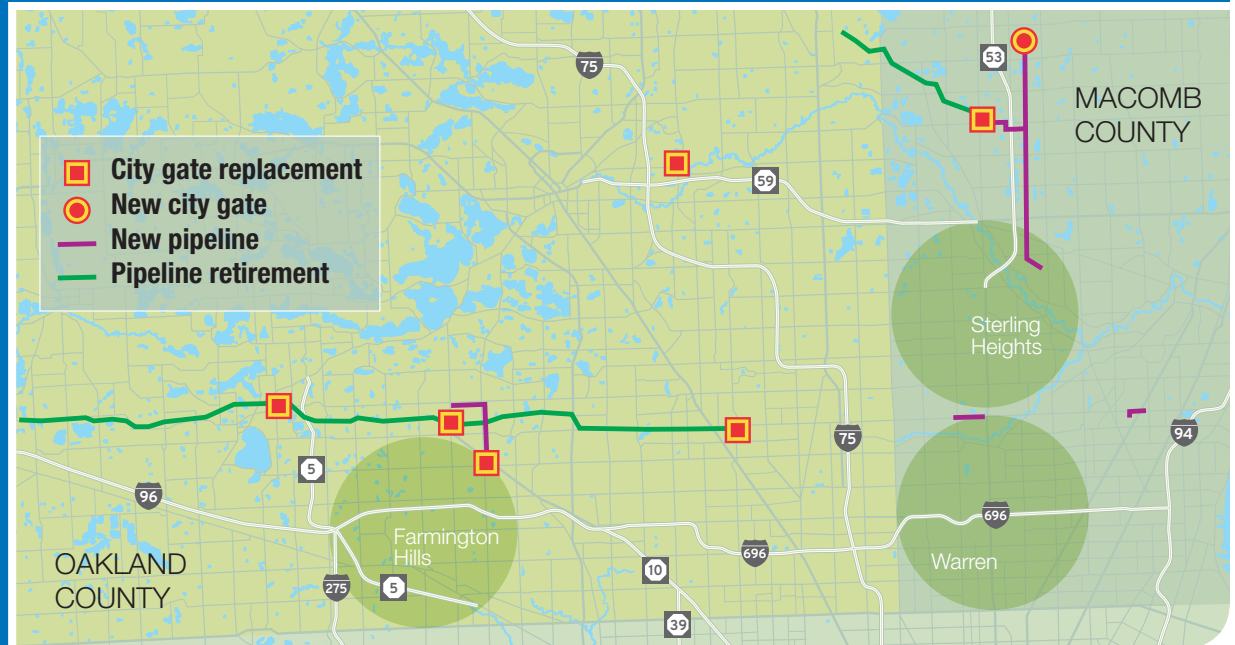 75
53
MACOMB
COUNTY
City gate replacement
New city gate
New pipeline
Pipeline retirement
59
Sterling
Heights
5
75
94
96
696
Farmington
Hills
696
Warren
OAKLAND
COUNTY
275
5
10
39